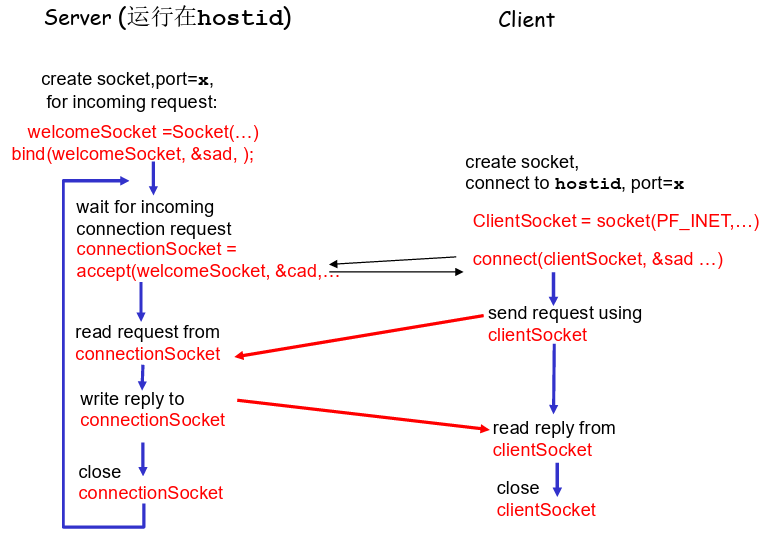 Server (运行在hostid)
Client
create socket,port=x,
for incoming request:
welcomeSocket =Socket(…)
bind(welcomeSocket, &sad, );
wait for incoming
connection request
connectionSocket =
accept(welcomeSocket, &cad,…
read request from
connectionSocket
write reply to
connectionSocket
close
connectionSocket
create socket,
connect to hostid, port=x
ClientSocket = socket(PF_INET,…)
connect(clientSocket, &sad …)
send request using
clientSocket
read reply from
clientSocket
close
clientSocket